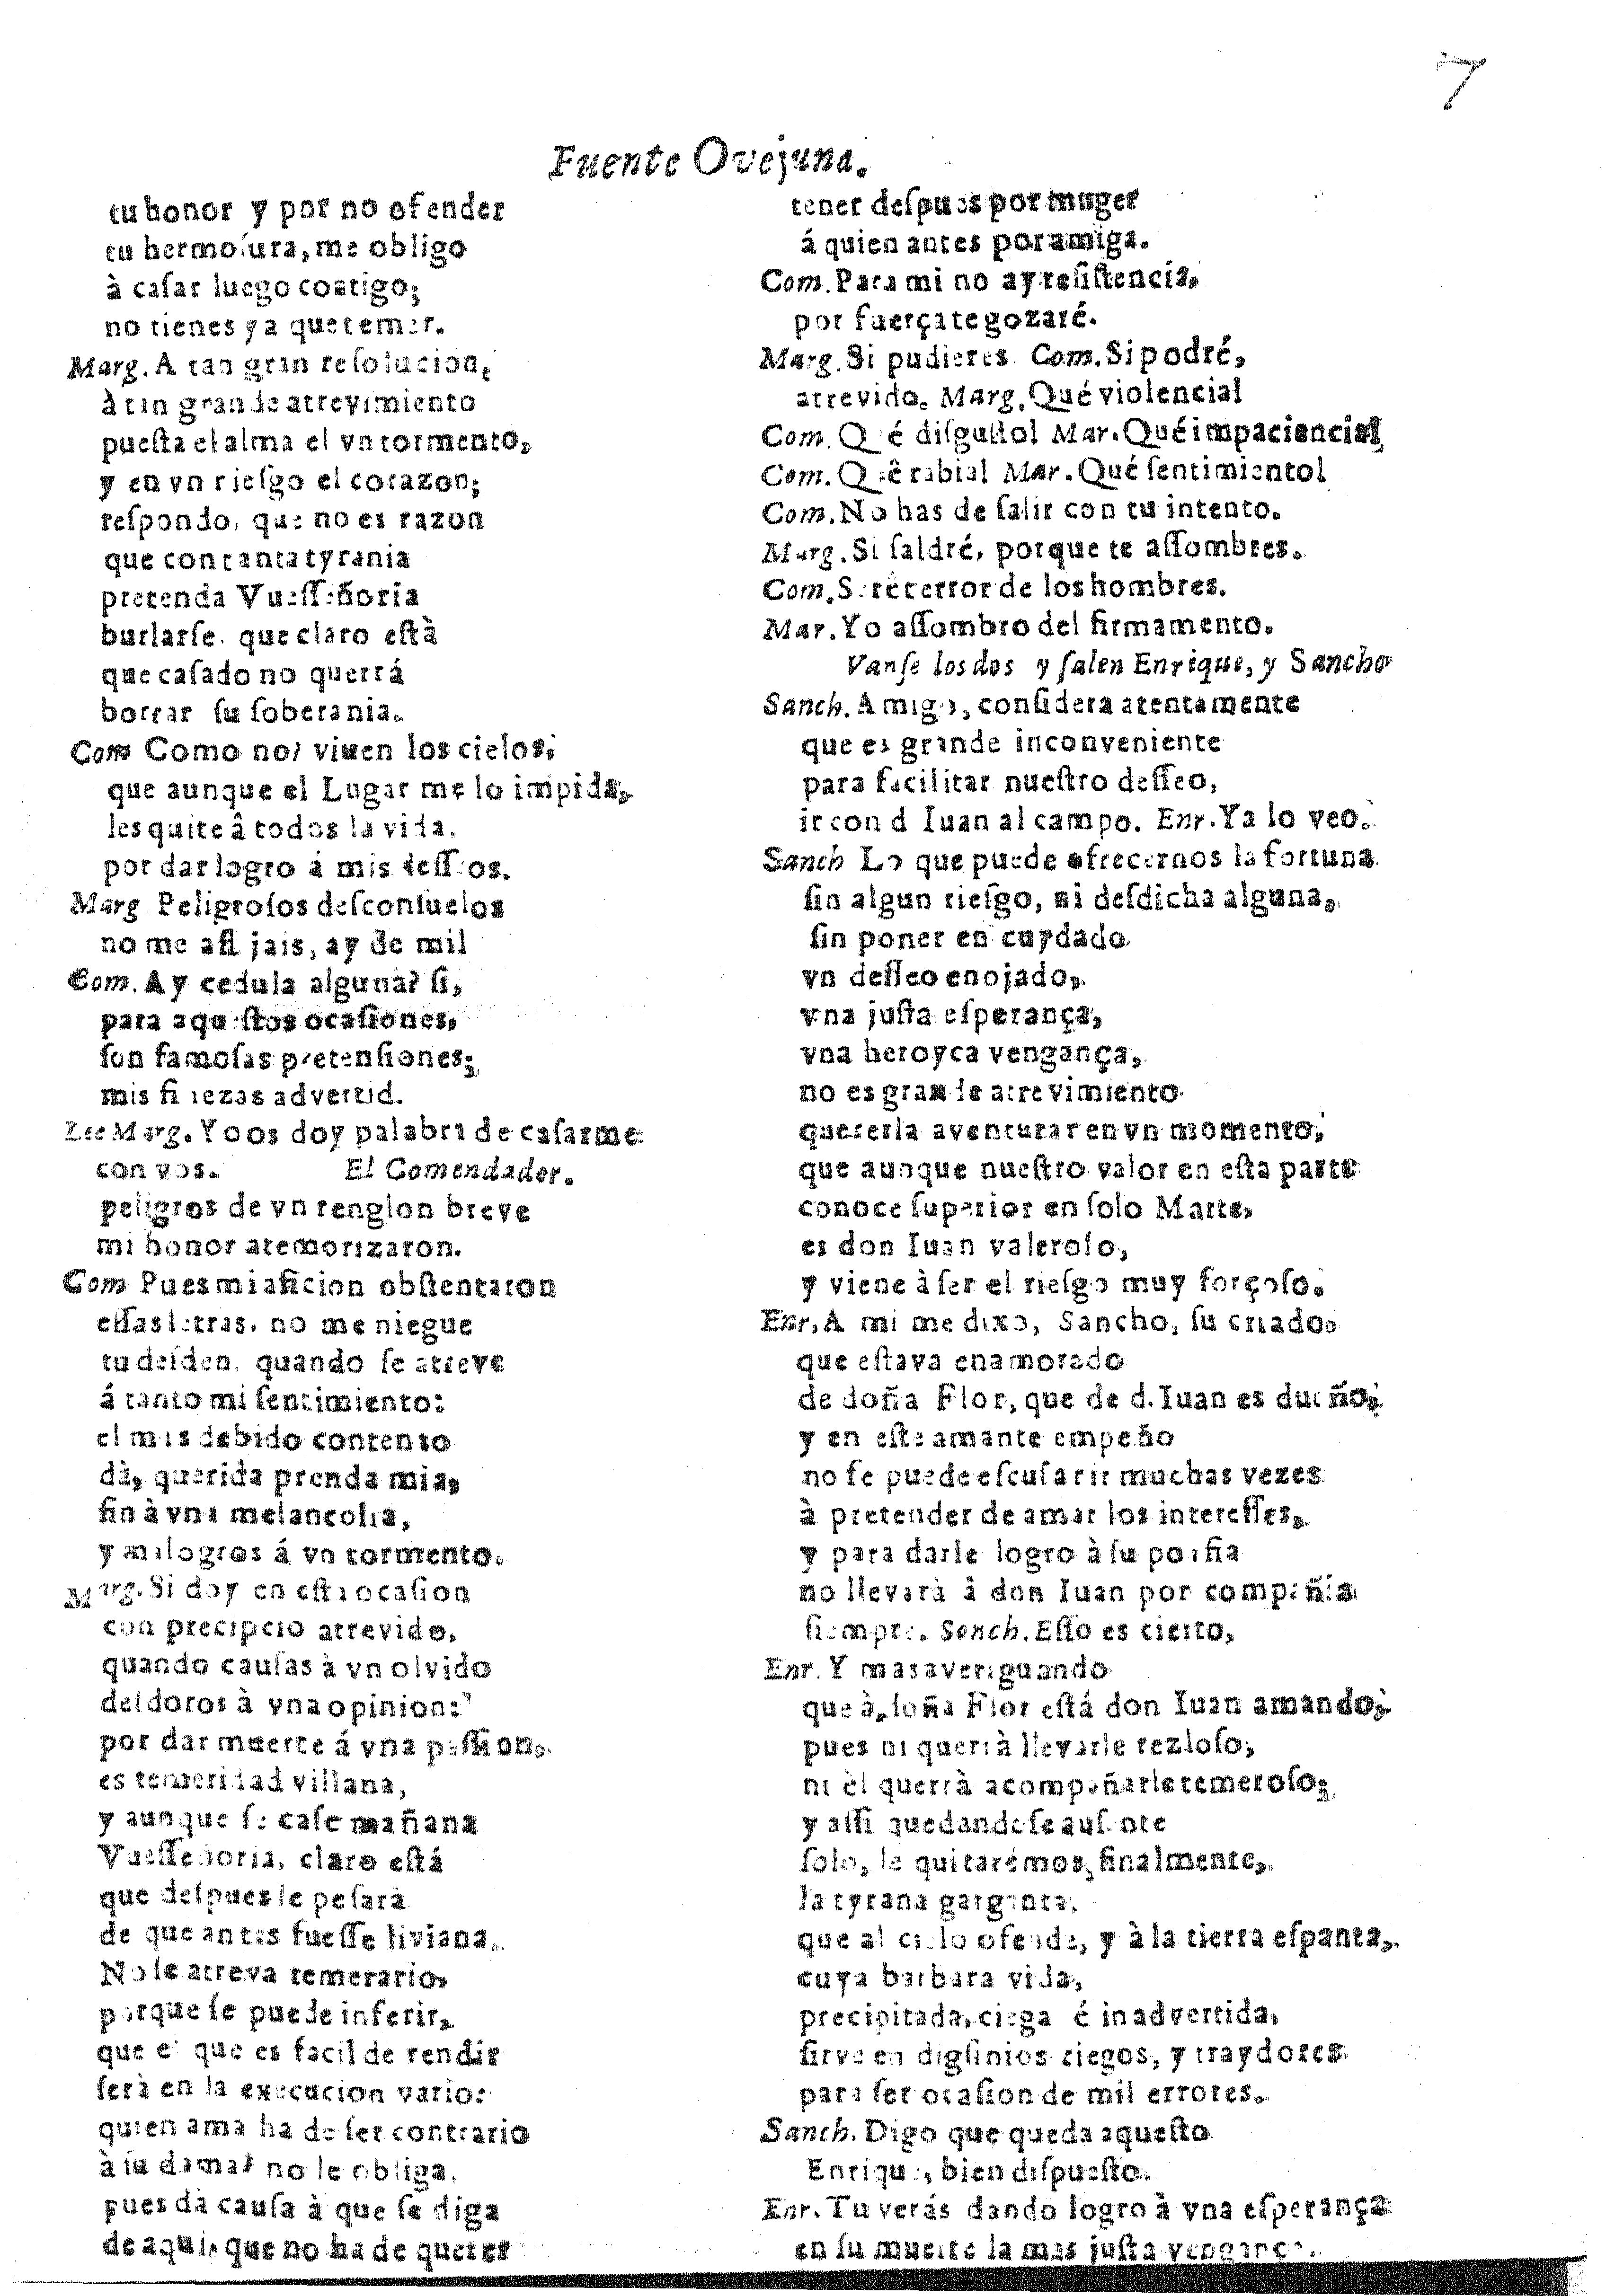 7
Fuente Ovejuna.
tu honor y por no ofender
tu hermoſura, me obligo
à caſar luego contigo;
no tienes ya que temer.
Marg. A tan gran reſolucion,
à tan grande atrevimiento
pueſta el alma el vn tormento,
y en vn rieſgo el corazon;
reſpondo, que no es razon
que con tanta tyrania
pretenda Vueſſeñoria
burlarſe. que claro eſtà
que caſado no querrá
borrar ſu ſoberania.
Com Como no? viuen los cielos,
que aunque el Lugar me lo impida,
les quite â todos la vida,
por dar logro á mis deſſeos.
Marg Peligroſos deſconſuelos
no me aflijais, ay de mi!
Com. Ay cedula alguna? ſi,
para aqueſtos ocaſiones,
ſon famoſas pretenſiones;
mis finezas advertid.
Lee Marg. Yo os doy palabra de caſarme
con vos. El Comendador.
peligros de vn renglon breve
mi honor atemorizaron.
Com Pues mi aficion obſtentaron
eſſas letras, no me niegue
tu deſden, quando ſe atreve
á tanto mi ſentimiento:
el mas debido contento
dà, querida prenda mia,
fin à vna melancolia,
y milogros á vn tormento.
Marg. Si doy en eſta ocaſion
con precipcio atrevido,
quando cauſas à vn olvido
deſdoros à vna opinion:
por dar muerte á vna paſſion,
es temeridad villana,
y aunque ſe caſe mañana
Vueſſeñoria, claro eſtá
que deſpues le peſarà
de que antes fueſſe liviana.
No ſe atreva temerario,
porque ſe puede inferir,
que el que es facil de rendir
ſerà en la execucion vario:
quien ama ha de ſer contrario
à ſu dama? no le obliga,
pues dà cauſa à que ſe diga
de aqui, que no ha de querer
tener deſpues por muger
á quien antes por amiga.
Com. Para mi no ay reſiſtencia,
por fuerça te gozaré.
Marg. Si pudieres. Com. Si podré,
atrevido. Marg. Qué violencia!
Com. Qué diſguſto! Mar. Qué impaciencia!
Com. Quê rabia! Mar. Qué ſentimiento!
Com. No has de ſalir con tu intento.
Marg. Si ſaldré, porque te aſſombres.
Com. Serê terror de los hombres.
Mar. Yo aſſombro del firmamento.
Vanſe los dos y ſalen Enrique, y Sancho
Sanch. Amigo, conſidera atentamente
que es grande inconveniente
para facilitar nueſtro deſſeo,
ir con d Iuan al campo. Enr. Ya lo veo.
Sanch Lo que puede ofrecernos la fortuna
ſin algun rieſgo, ni deſdicha alguna,
ſin poner en cuydado
vn deſſeo enojado,
vna juſta eſperança,
vna heroyca vengança,
no es grande atrevimiento
quererla aventurar en vn momento,
que aunque nueſtro valor en eſta parte
conoce ſuperior en ſolo Marte,
es don Iuan valeroſo,
y viene à ſer el rieſgo muy forçoſo.
Enr. A mi me dixo, Sancho, ſu criado,
que eſtava enamorado
de doña Flor, que de d. Iuan es dueño,
y en eſte amante empeño
no ſe puede eſcuſar ir muchas vezes
à pretender de amar los intereſſes,
y para darle logro à ſu porfia
no llevarà â don Iuan por compañia
ſiempre. Sanch. Eſſo es cierto,
Enr. Y mas averiguando
que à doña Flor eſtá don Iuan amando,
pues ni querrà llevarle rezloſo,
ni èl querrà acompañarle temeroſo;
y aſſi quedandoſe auſente
ſolo, le quitarémos, finalmente,
la tyrana garganta,
que al cielo ofende, y à la tierra eſpanta,
cuya barbara vida,
precipitada, ciega é inadvertida,
ſirve en digſinios ciegos, y traydores
para ſer ocaſion de mil errores.
Sanch. Digo que queda aqueſto
Enrique, bien diſpueſto.
Enr. Tu verás dando logro à vna eſperança
en ſu muerte la mas juſta vengança.